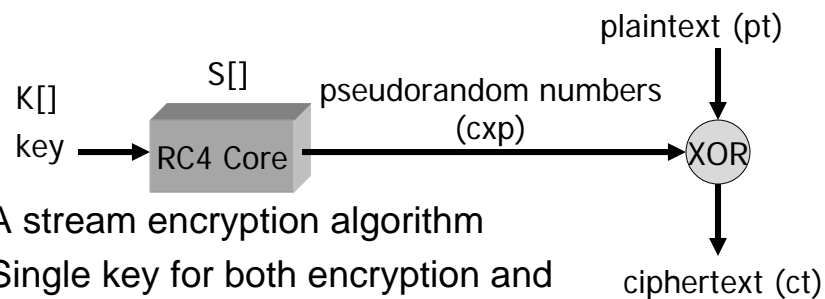 plaintext (pt)
S[]
K[]
key
pseudorandom numbers
(cxp)
RC4 Core
XOR
A stream encryption algorithm
Single key for both encryption and
ciphertext (ct)